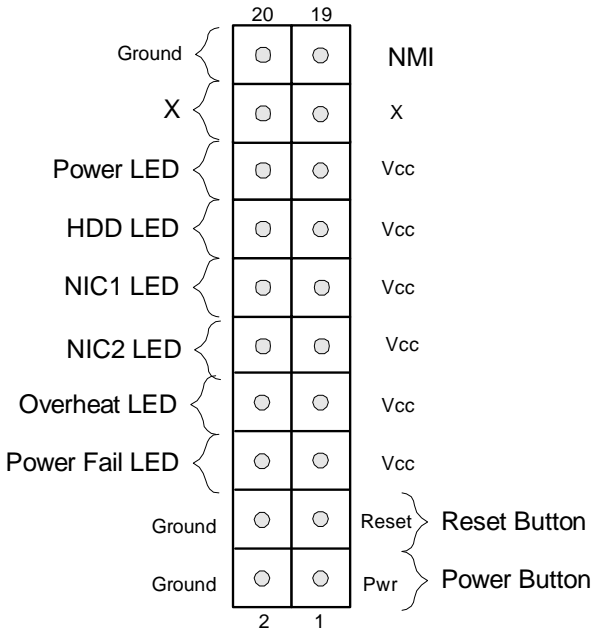 20 19
Ground NMI
X X
Power LED Vcc
HDD LED Vcc
NIC1 LED Vcc
NIC2 LED Vcc
Overheat LED Vcc
Power Fail LED Vcc
Ground Reset Reset Button
Ground Pwr Power Button
2 1